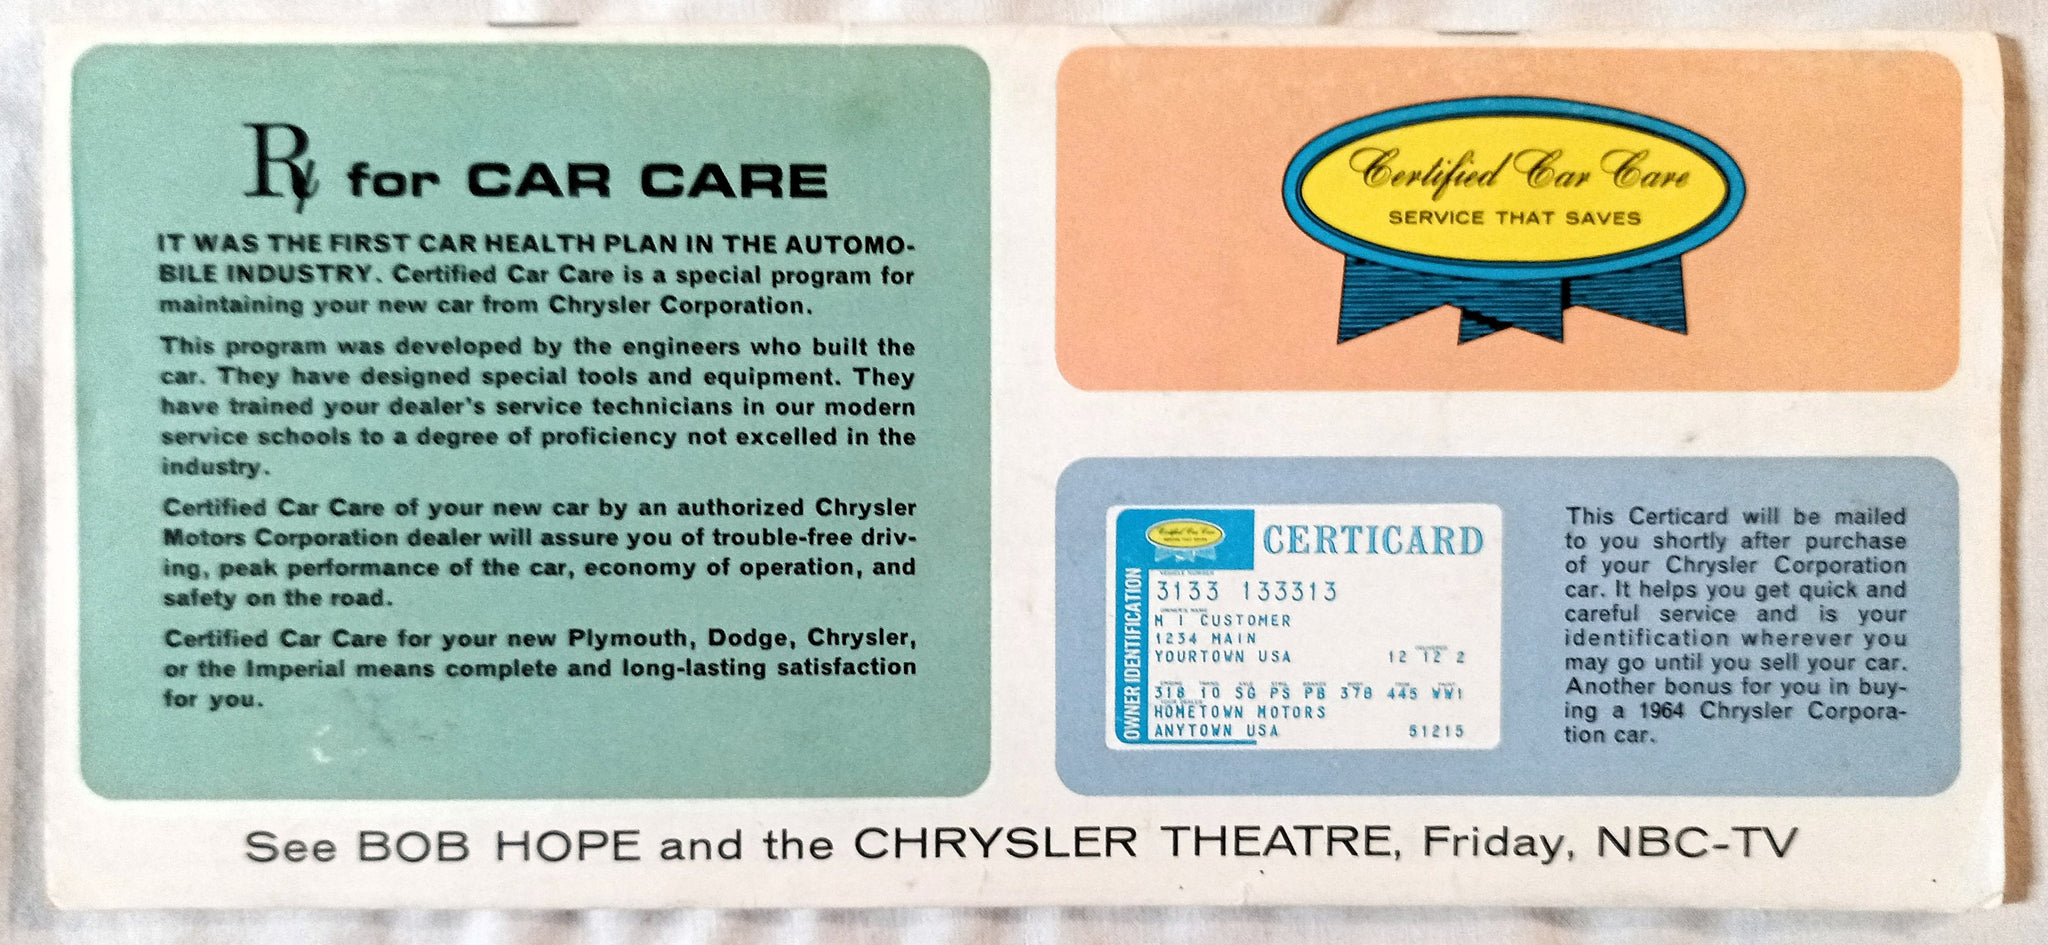 Rx for CAR CARE
IT WAS THE FIRST CAR HEALTH PLAN IN THE AUTOMO-
BILE INDUSTRY. Certified Car Care is a special program for
maintaining your new car from Chrysler Corporation.
This program was developed by the engineers who built the
car. They have designed special tools and equipment. They
have trained your dealer's service technicians in our modern
service schools to a degree of proficiency not excelled in the
industry.
Certified Car Care of your new car by an authorized Chrysler
Motors Corporation dealer will assure you of trouble-free driv-
ing, peak performance of the car, economy of operation, and
safety on the road.
Certified Car Care for your new Plymouth, Dodge, Chrysler,
or the Imperial means complete and long-lasting satisfaction
for you.
Certified Car Care
SERVICE THAT SAVES
Certified Car Care
SERVICE THAT SAVES
CERTICARD
OWNER IDENTIFICATION
VEHICLE NUMBER
3133 133313
OWNER'S NAME
M I CUSTOMER
1234 MAIN
YOURTOWN USA 12 12 2
318 10 SG PS PB 378 445 WW1
HOMETOWN MOTORS
ANYTOWN USA 51215
This Certicard will be mailed
to you shortly after purchase
of your Chrysler Corporation
car. It helps you get quick and
careful service and is your
identification wherever you
may go until you sell your car.
Another bonus for you in buy-
ing a 1964 Chrysler Corpora-
tion car.
See BOB HOPE and the CHRYSLER THEATRE, Friday, NBC-TV